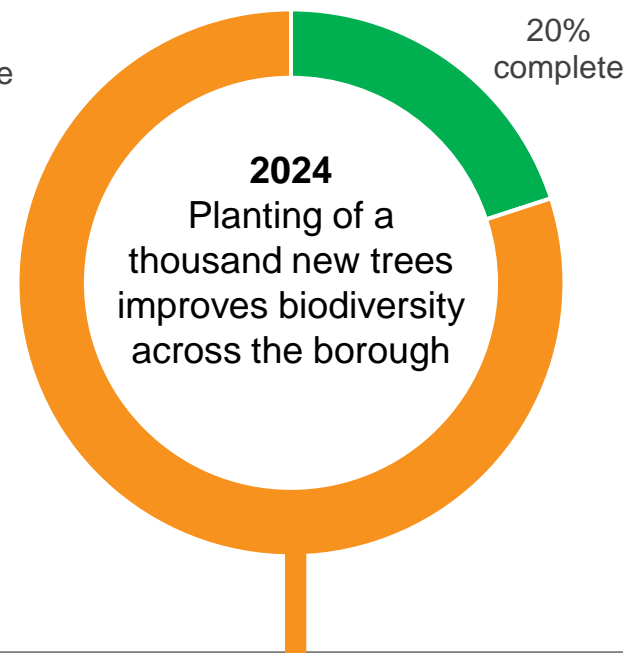 20%
complete
2024
Planting of a
thousand new trees
improves biodiversity
across the borough